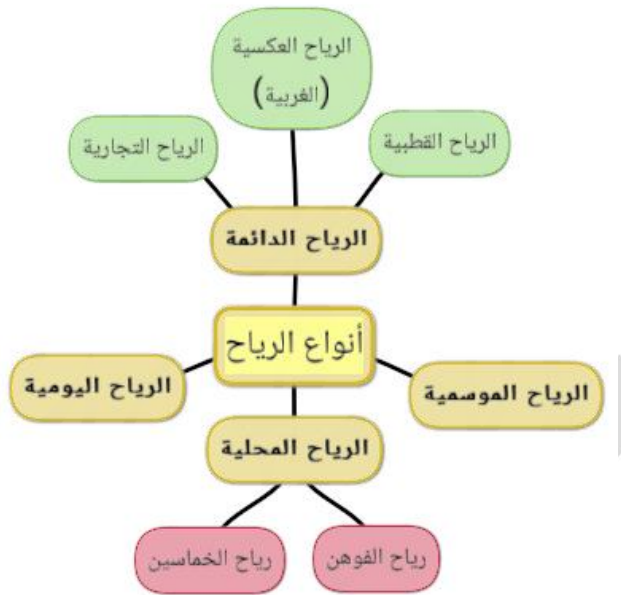 الرياح العكسية
(الغربية)
الرياح القطبية
الرياح التجارية
الرياح الدائمة
أنواع الرياح
الرياح الموسمية
الرياح اليومية
الرياح المحلية
رياح الفوهن
رياح الخماسين